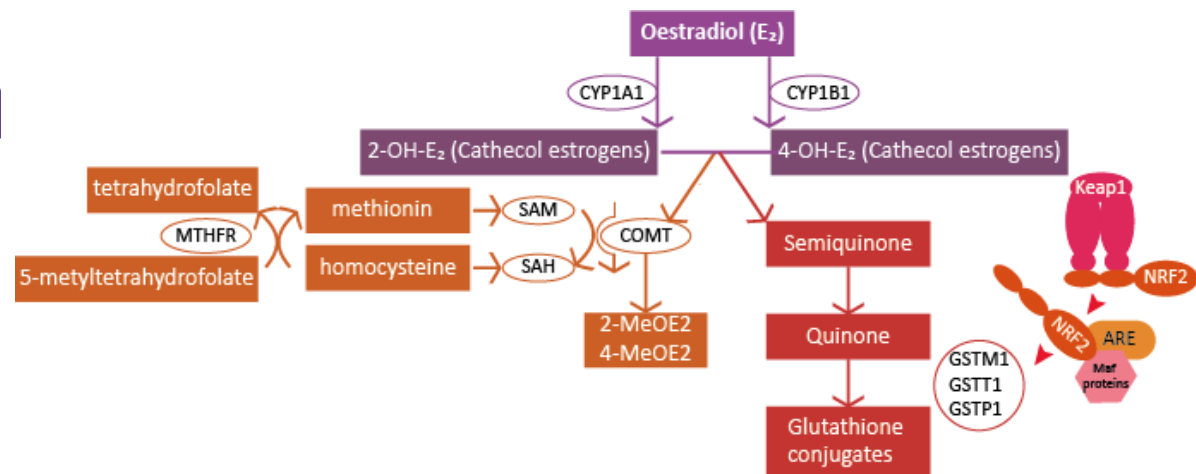 Oestradiol (E₂)
CYP1A1
CYP1B1
2-OH-E₂ (Cathecol estrogens)
4-OH-E₂ (Cathecol estrogens)
tetrahydrofolate
MTHFR
5-metyltetrahydrofolate
methionin
SAM
homocysteine
SAH
COMT
2-MeOE2
4-MeOE2
Semiquinone
Quinone
Glutathione
conjugates
GSTM1
GSTT1
GSTP1
Keap1
NRF2
NRF2
ARE
Maf
proteins